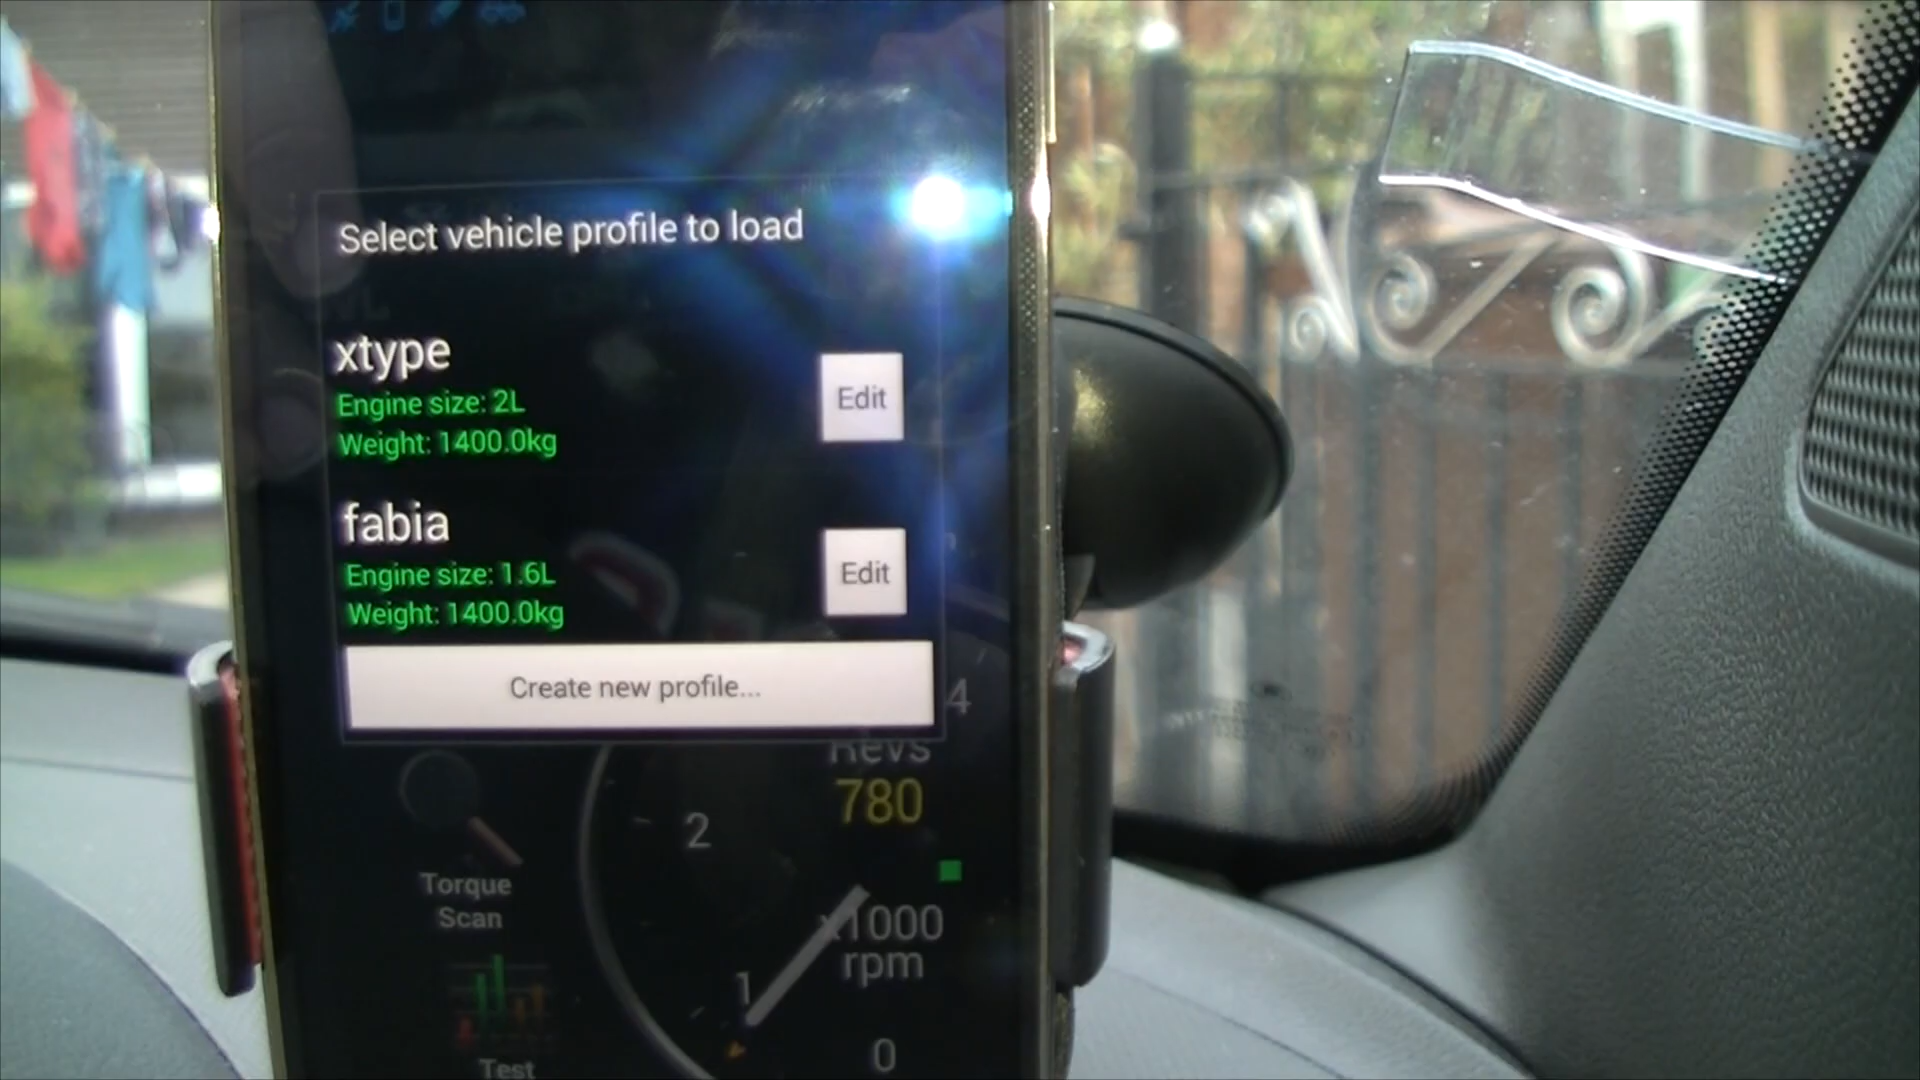 Select vehicle profile to load
xtype
Engine size: 2L
Weight: 1400.0kg
Edit
fabia
Engine size: 1.6L
Weight: 1400.0kg
Edit
Create new profile...
4
Revs
780
2
Torque
Scan
x1000
rpm
1
0
Test